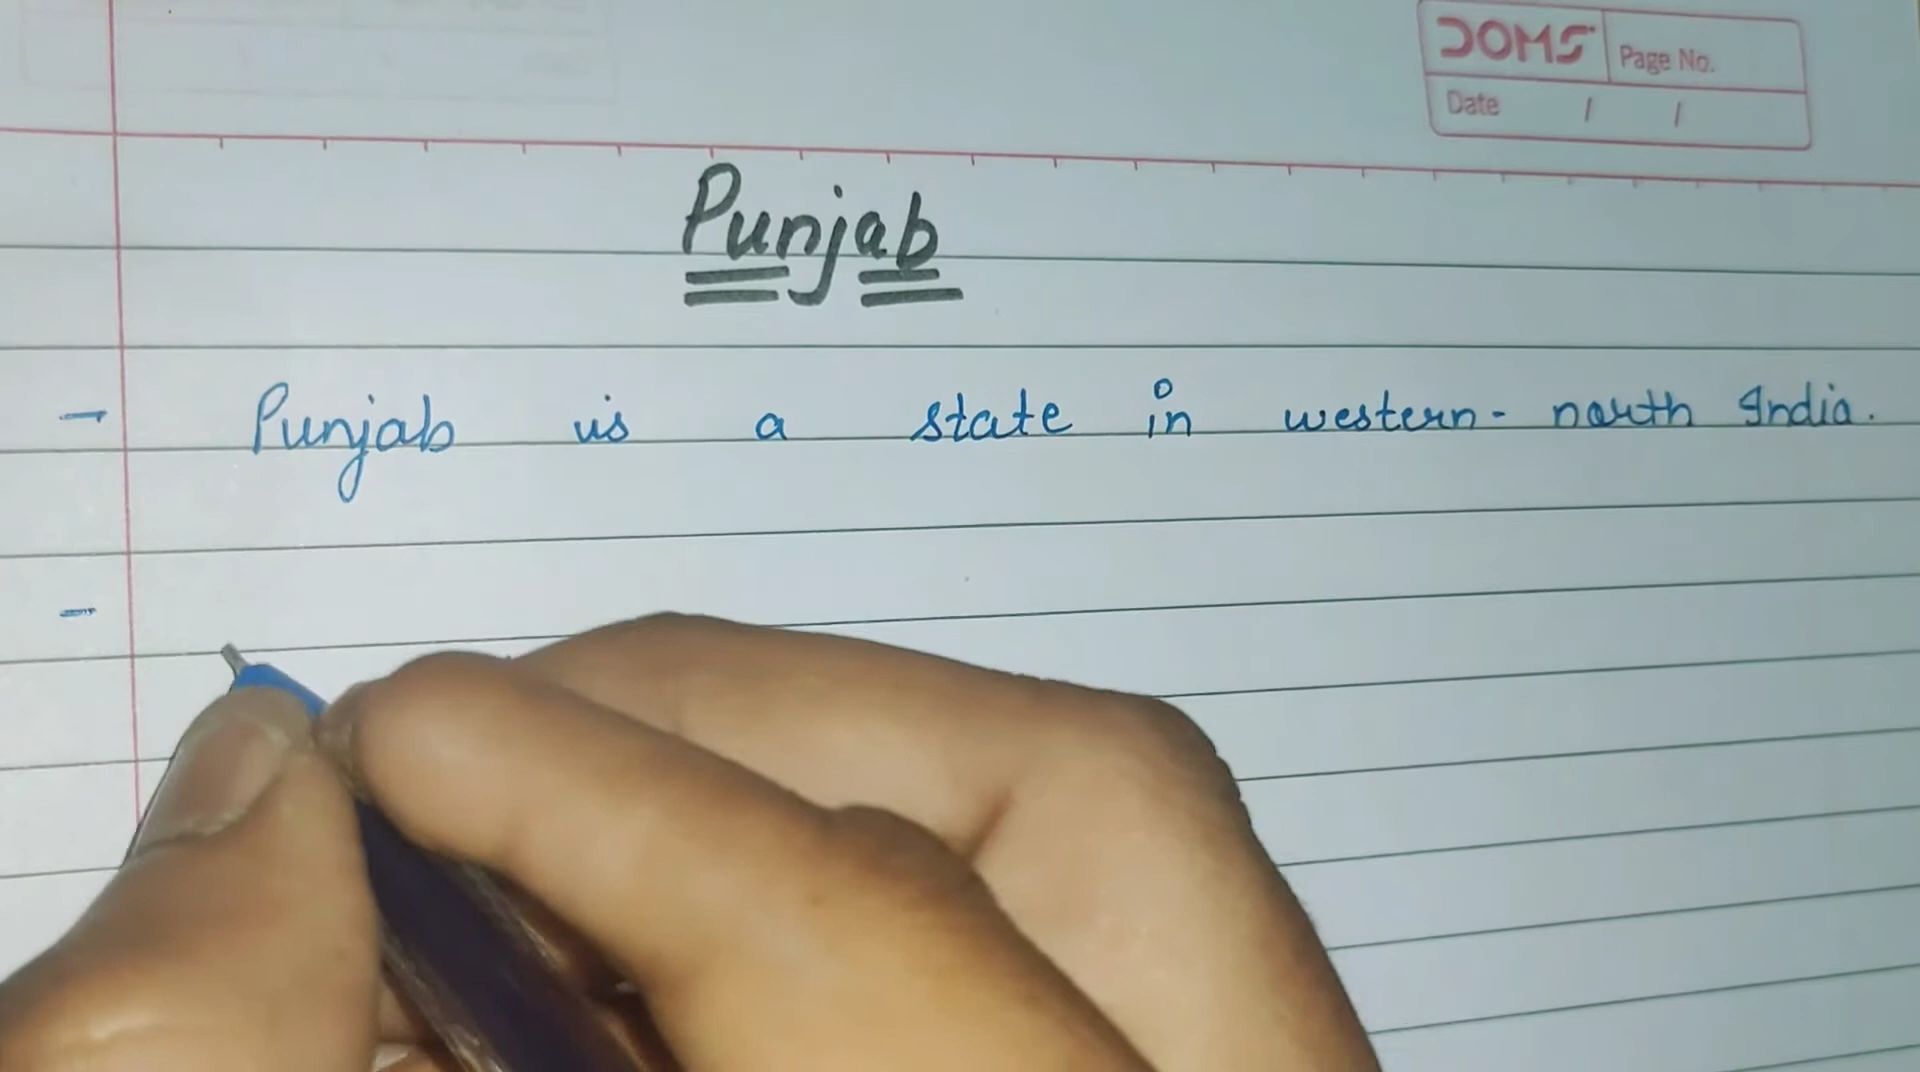 DOMS Page No.
Date / /
Punjab
- Punjab is a state in western- north India.
-